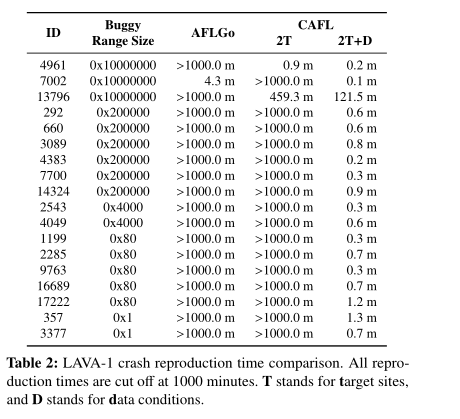 ID Buggy Range Size AFLGo CAFL
2T 2T+D
4961 0x10000000 >1000.0 m 0.9 m 0.2 m
7002 0x10000000 4.3 m >1000.0 m 0.1 m
13796 0x10000000 >1000.0 m 459.3 m 121.5 m
292 0x200000 >1000.0 m >1000.0 m 0.6 m
660 0x200000 >1000.0 m >1000.0 m 0.6 m
3089 0x200000 >1000.0 m >1000.0 m 0.8 m
4383 0x200000 >1000.0 m >1000.0 m 0.2 m
7700 0x200000 >1000.0 m >1000.0 m 0.3 m
14324 0x200000 >1000.0 m >1000.0 m 0.9 m
2543 0x4000 >1000.0 m >1000.0 m 0.3 m
4049 0x4000 >1000.0 m >1000.0 m 0.6 m
1199 0x80 >1000.0 m >1000.0 m 0.3 m
2285 0x80 >1000.0 m >1000.0 m 0.7 m
9763 0x80 >1000.0 m >1000.0 m 0.3 m
16689 0x80 >1000.0 m >1000.0 m 0.7 m
17222 0x80 >1000.0 m >1000.0 m 1.2 m
357 0x1 >1000.0 m >1000.0 m 1.3 m
3377 0x1 >1000.0 m >1000.0 m 0.7 m
Table 2: LAVA-1 crash reproduction time comparison. All repro-
duction times are cut off at 1000 minutes. T stands for target sites,
and D stands for data conditions.